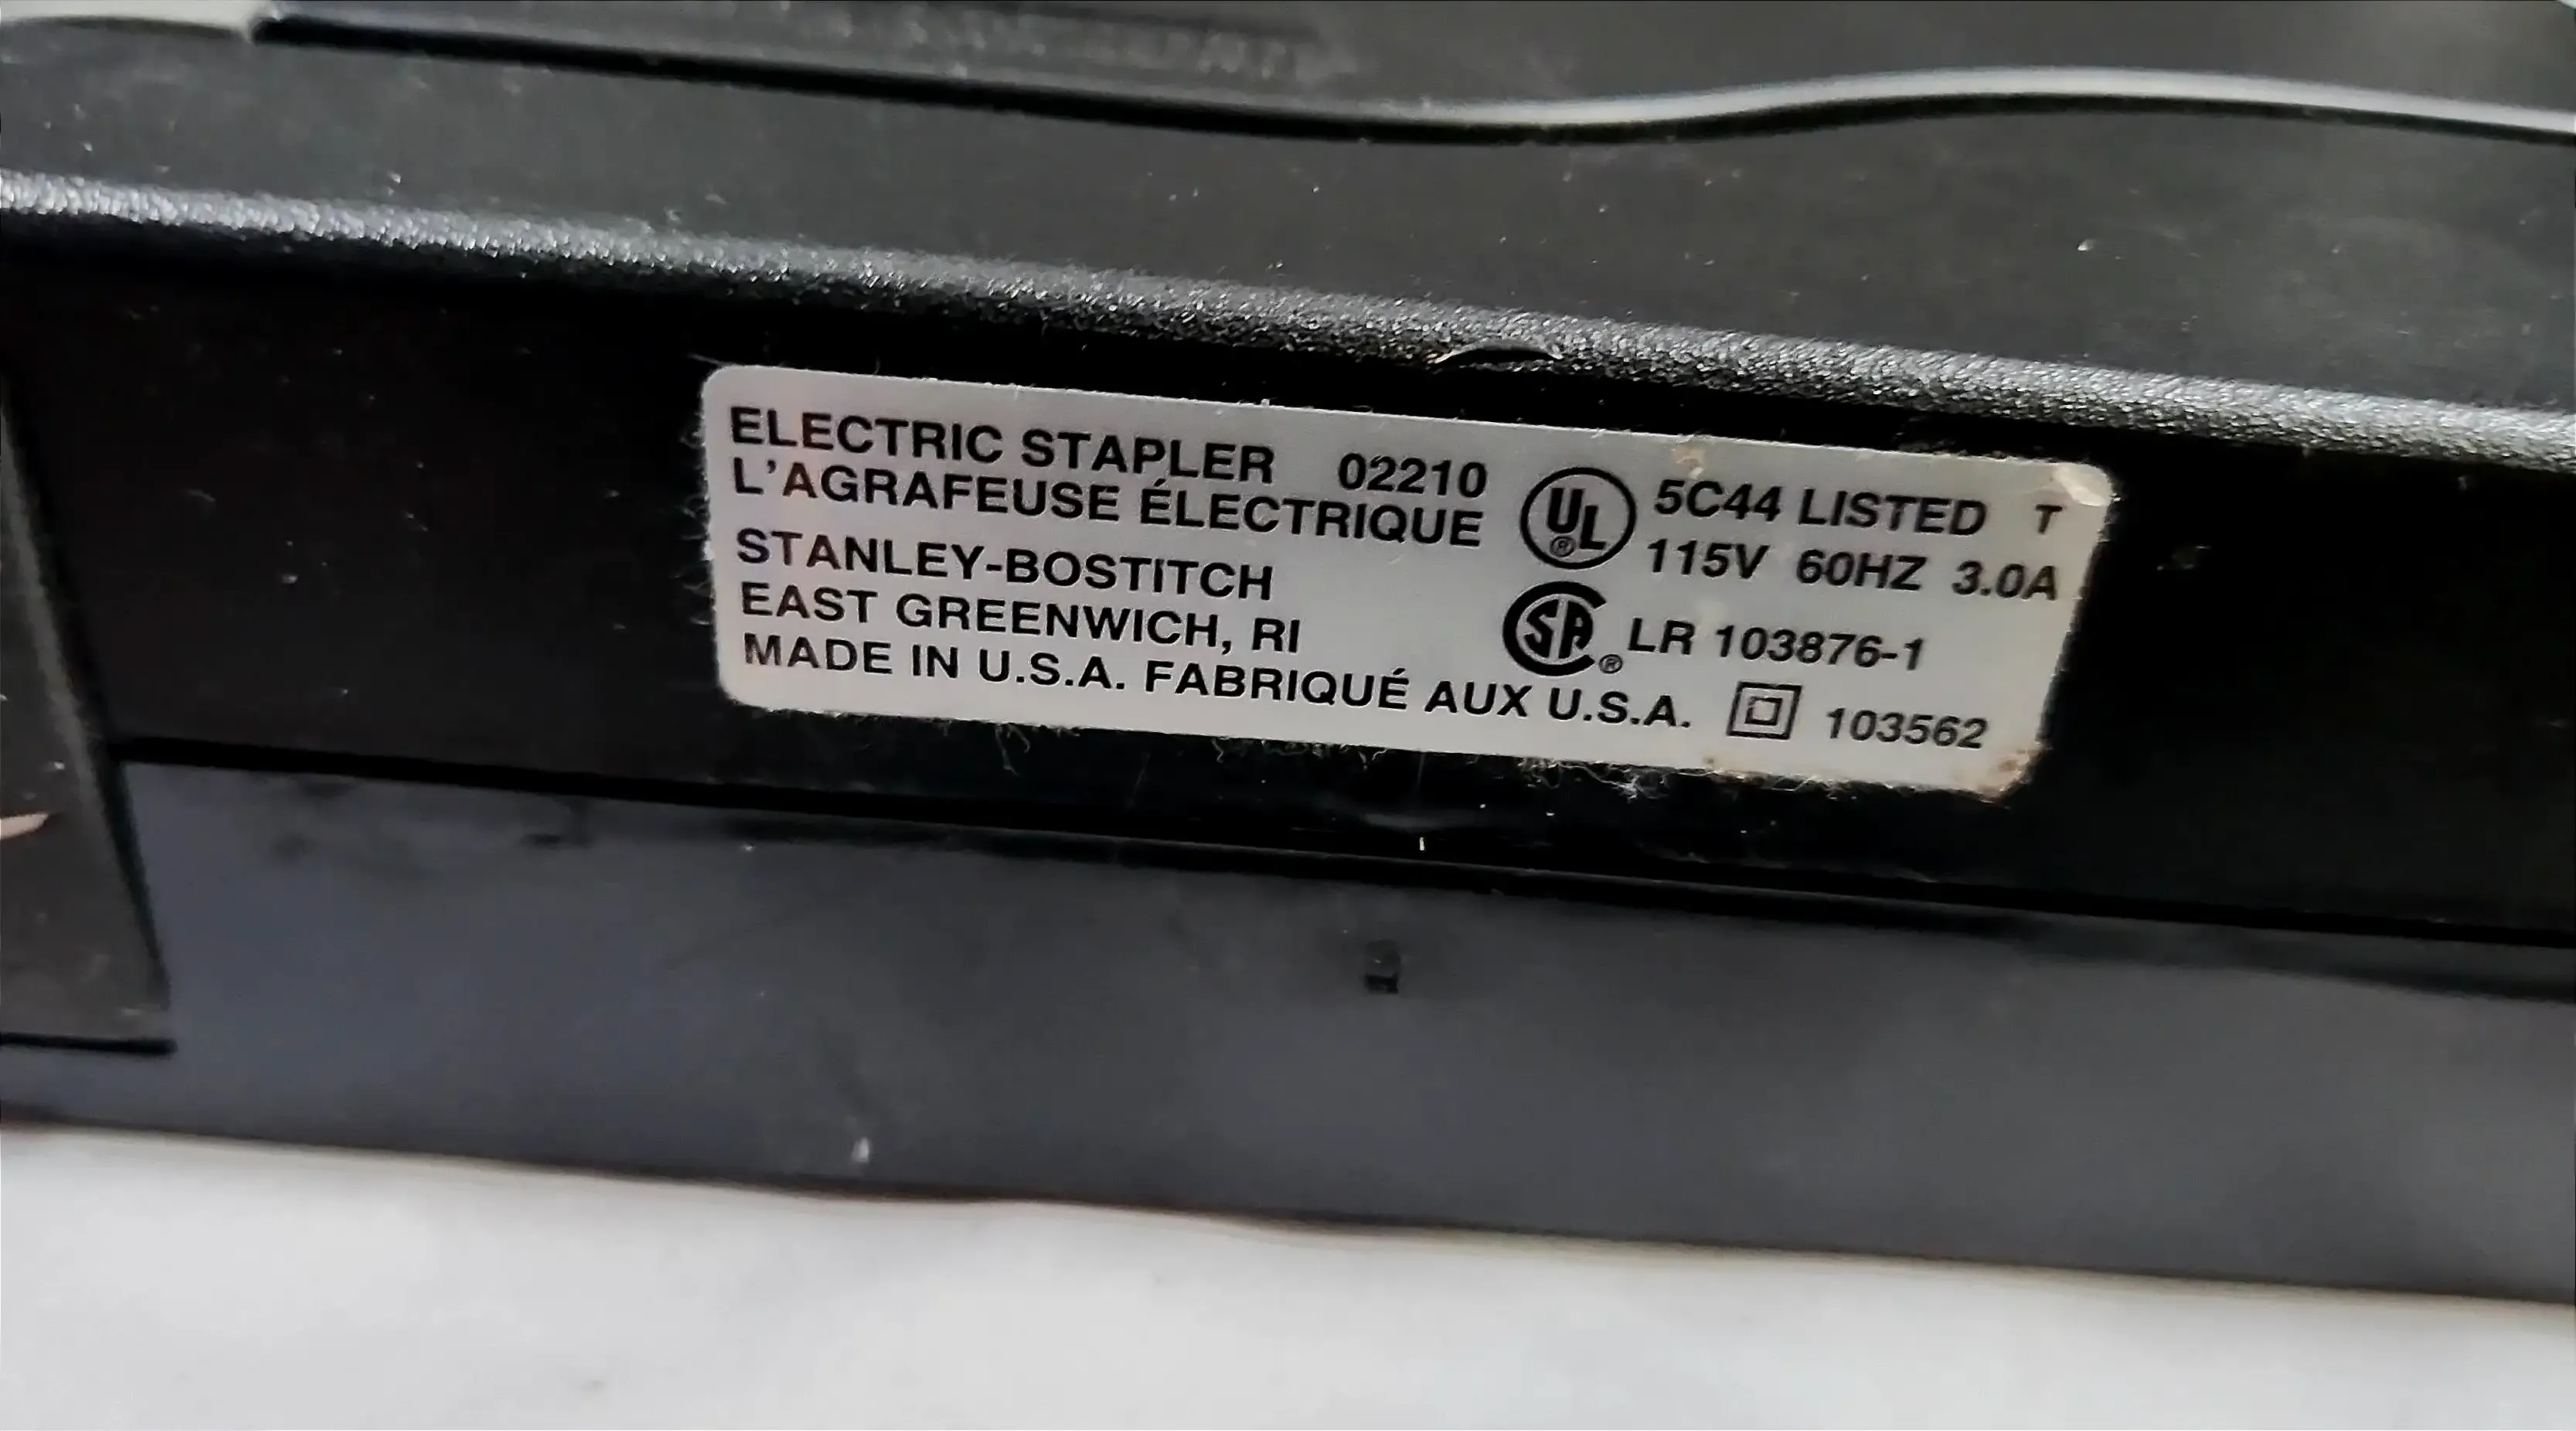 ELECTRIC STAPLER 02210
L'AGRAFEUSE ÉLECTRIQUE
STANLEY-BOSTITCH
EAST GREENWICH, RI
MADE IN U.S.A. FABRIQUÉ AUX U.S.A.
UL® 5C44 LISTED T
115V 60HZ 3.0A
SA® LR 103876-1
103562